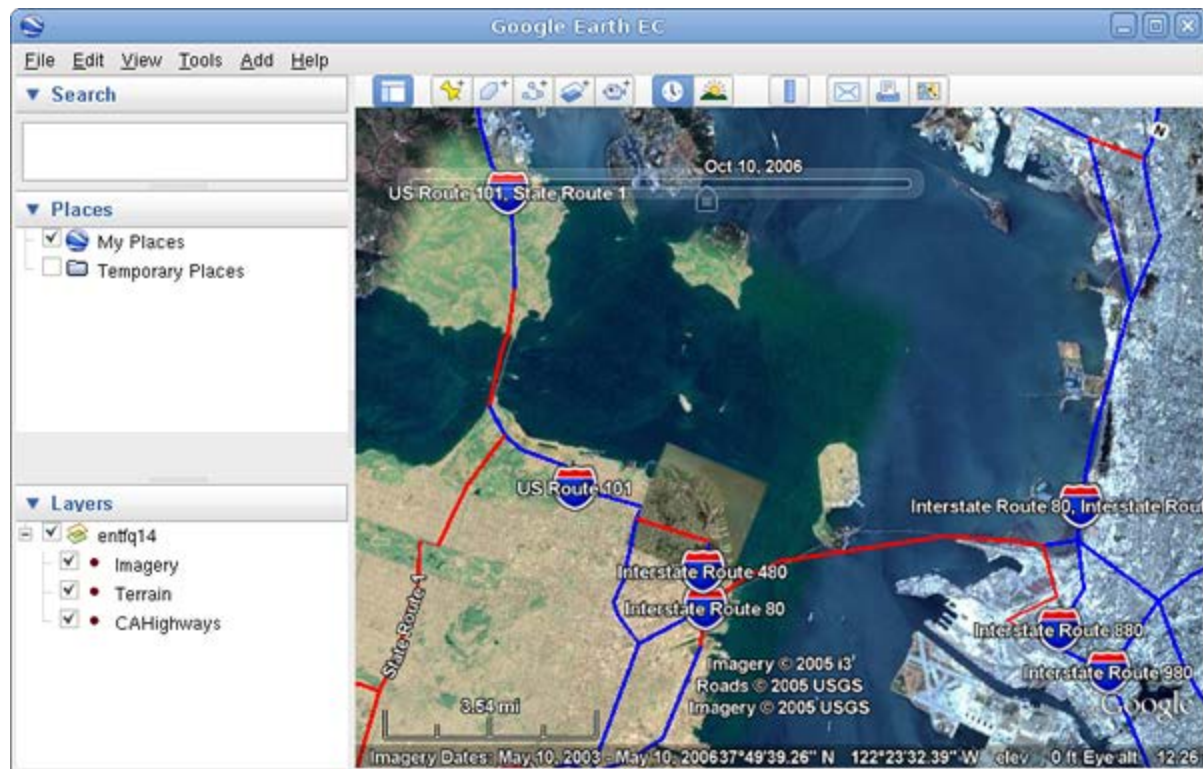 Google Earth EC
File Edit View Tools Add Help
Search
Places
My Places
Temporary Places
Layers
entfq14
Imagery
Terrain
CAHighways
N
Oct 10, 2006
US Route 101, State Route 1
US Route 101
Interstate Route 80, Interstate Rou
Interstate Route 480
Interstate Route 80
State Route 1
Interstate Route 880
Interstate Route 980
Imagery © 2005 i3
Roads © 2005 USGS
Imagery © 2005 USGS
Google
3.54 mi
Imagery Dates: May 10, 2003 - May 10, 2006 37°49'39.26" N 122°23'32.39" W elev 0 ft Eye alt 12.26